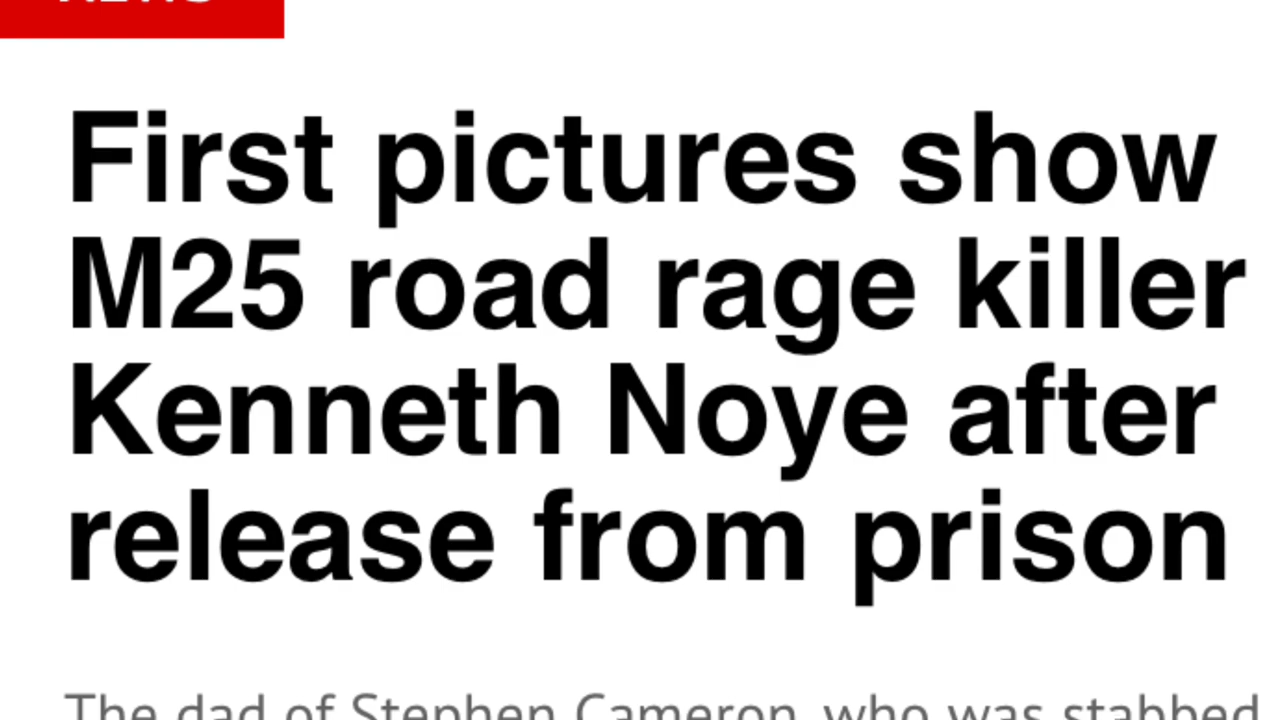 NEWS
First pictures show
M25 road rage killer
Kenneth Noye after
release from prison
The dad of Stephen Cameron, who was stabbed